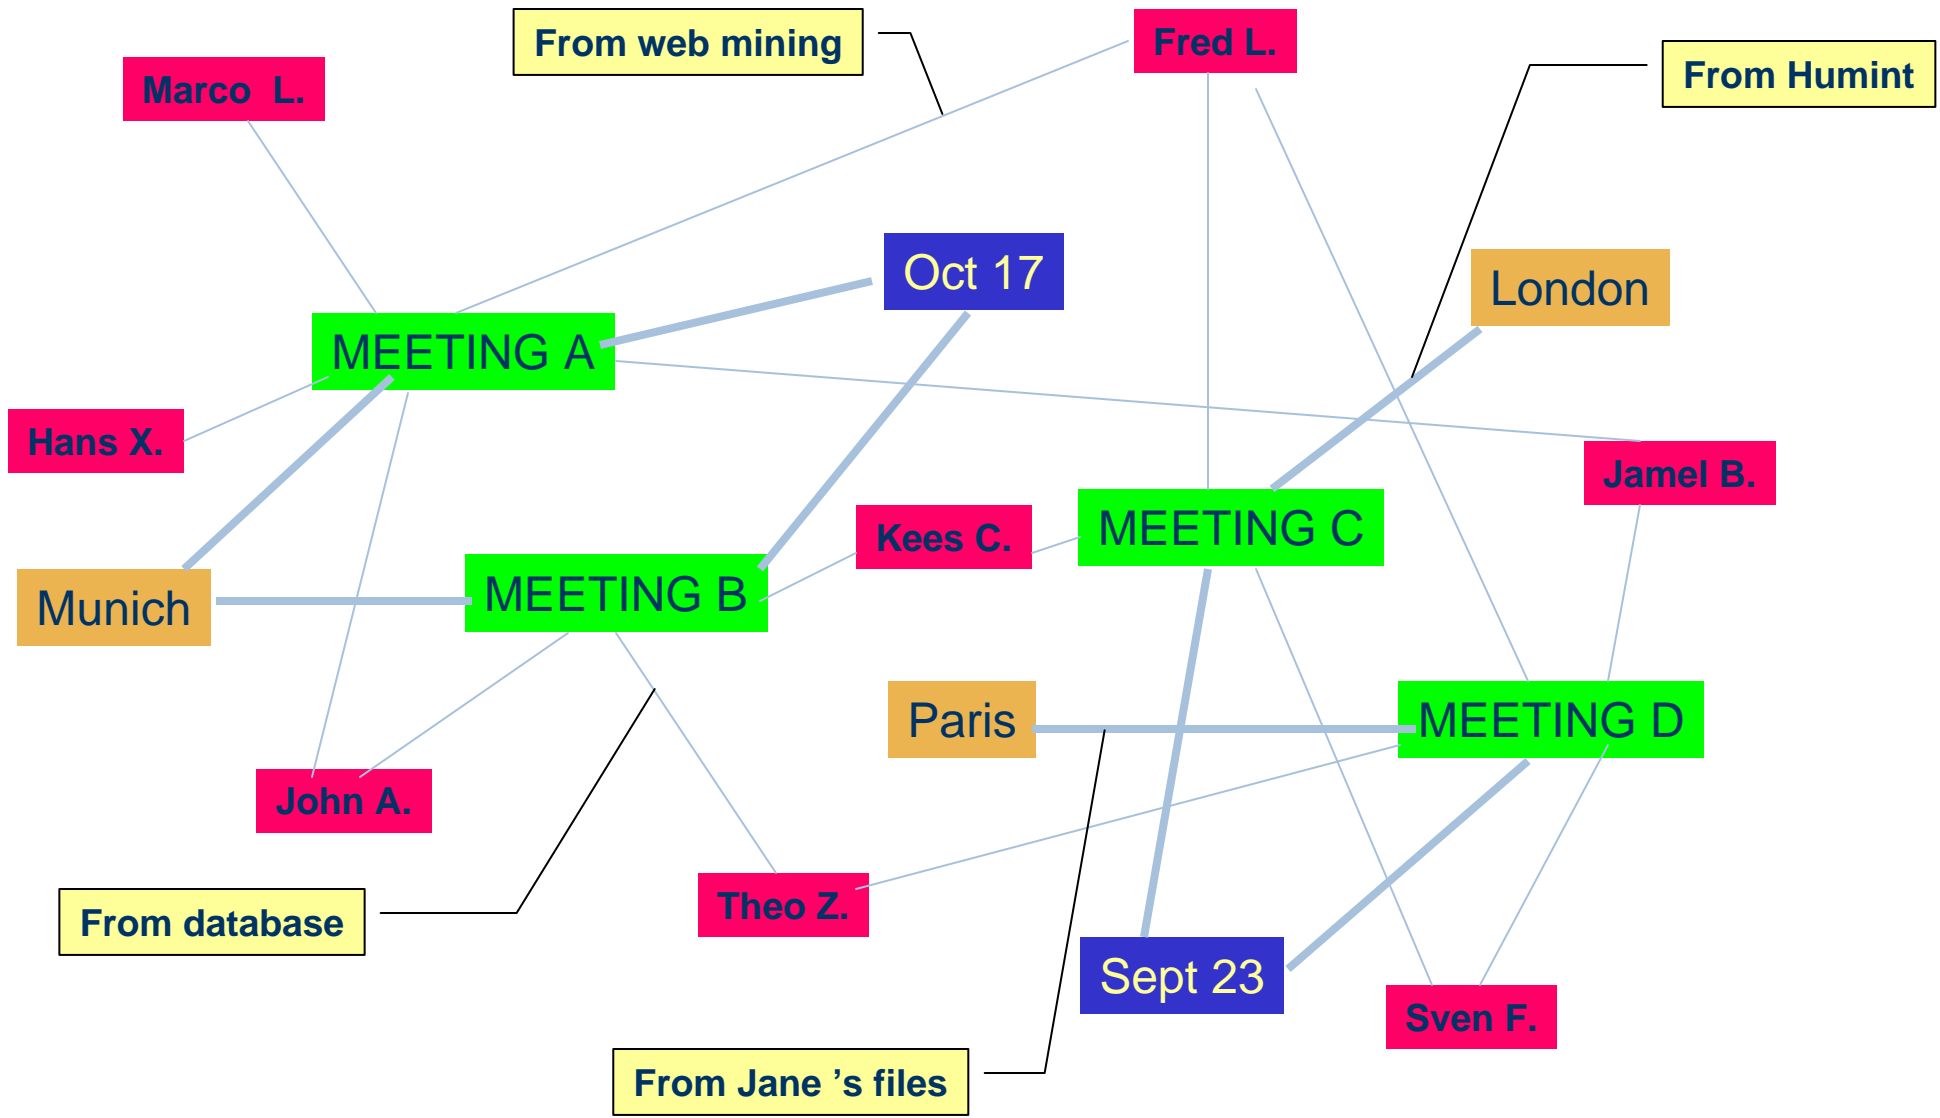 From web mining
Fred L.
From Humint
Marco  L.
Oct 17
London
MEETING A
Hans X.
Jamel B.
Kees C.
MEETING C
Munich
MEETING B
Paris
MEETING D
John A.
Theo Z.
From database
Sept 23
Sven F.
From Jane ’s files